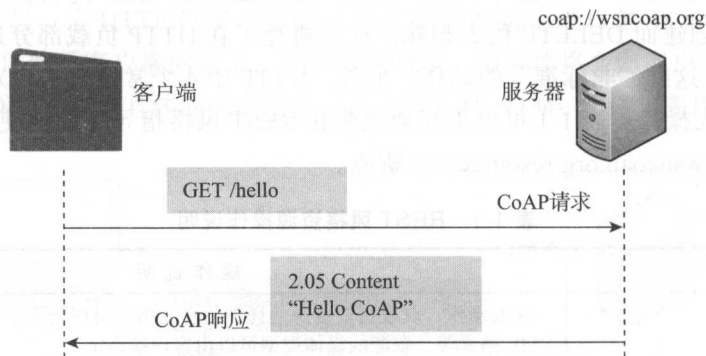 coap://wsncoap.org
客户端
服务器
GET /hello
CoAP请求
2.05 Content
“Hello CoAP”
CoAP响应